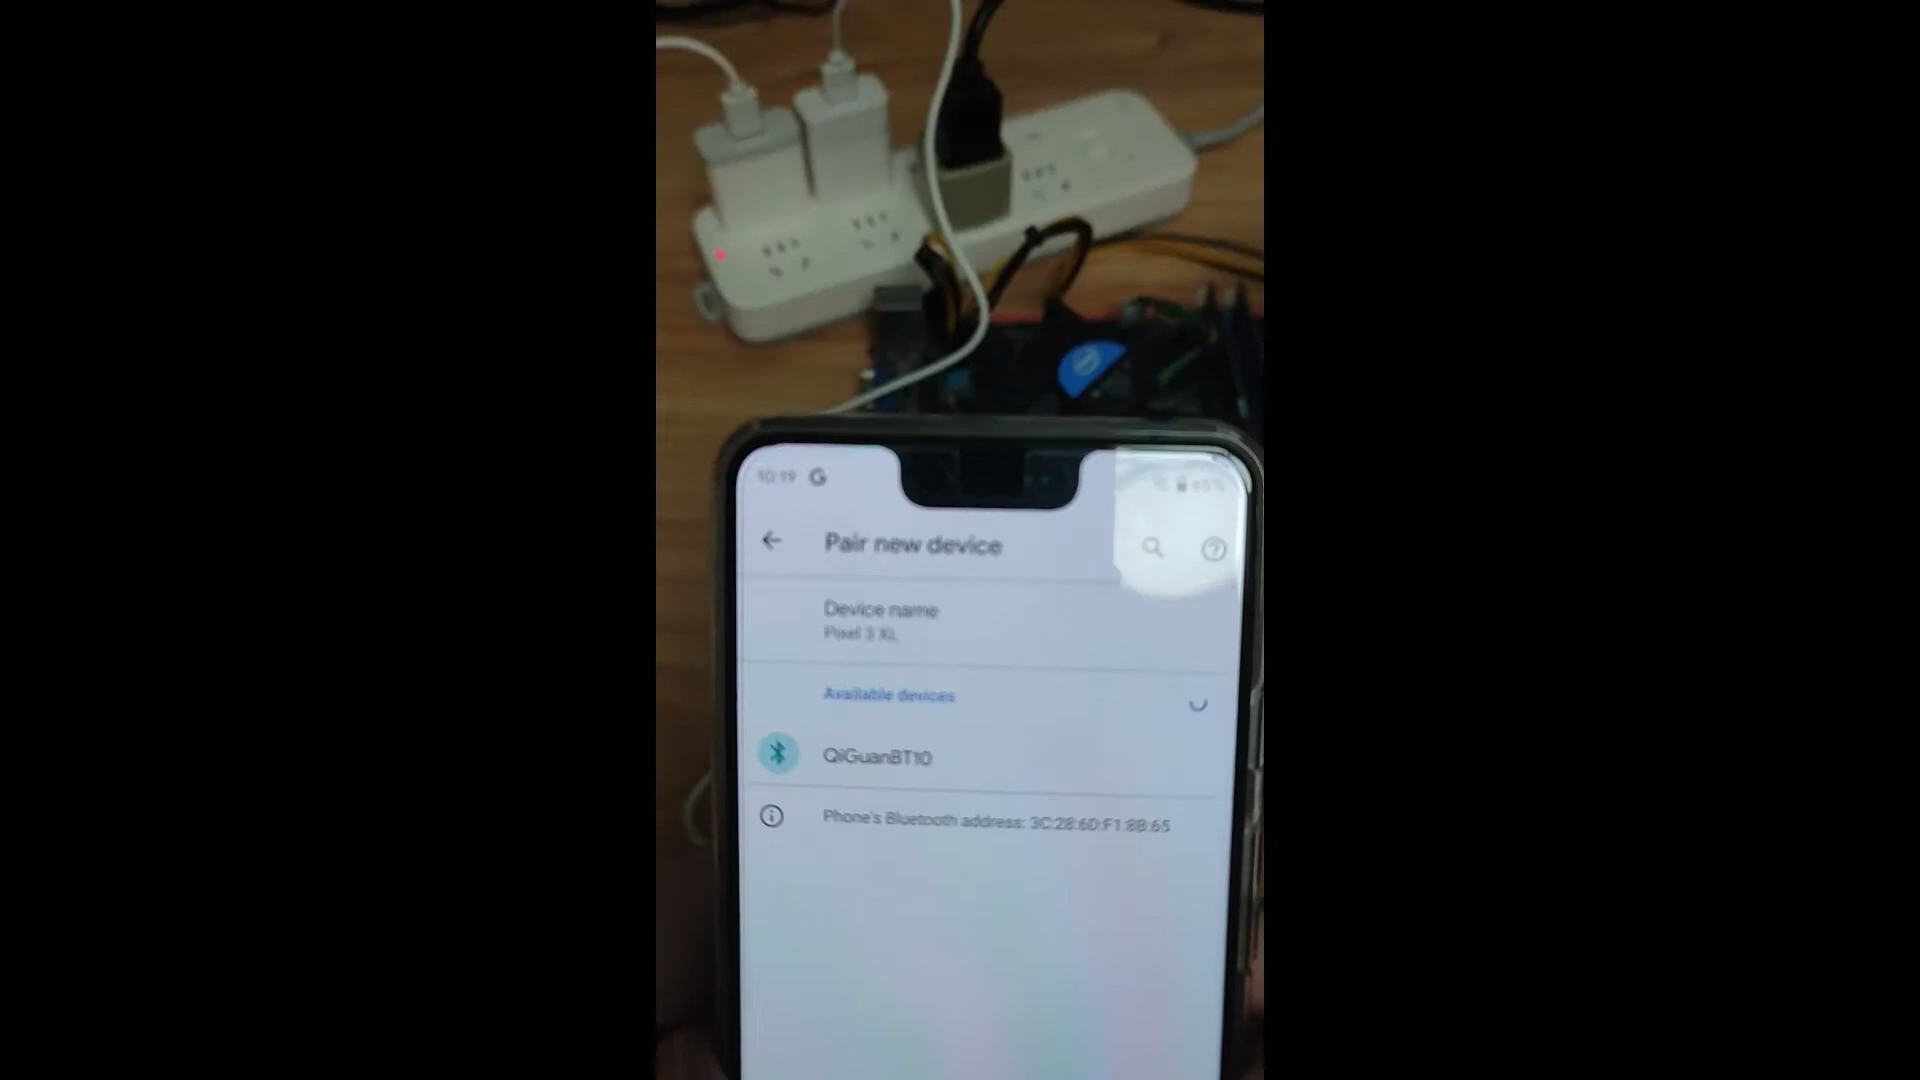 10:19
65%
Pair new device
Device name
Pixel 3 XL
Available devices
QiGuanBT10
Phone's Bluetooth address: 3C:28:6D:F1:8B:65